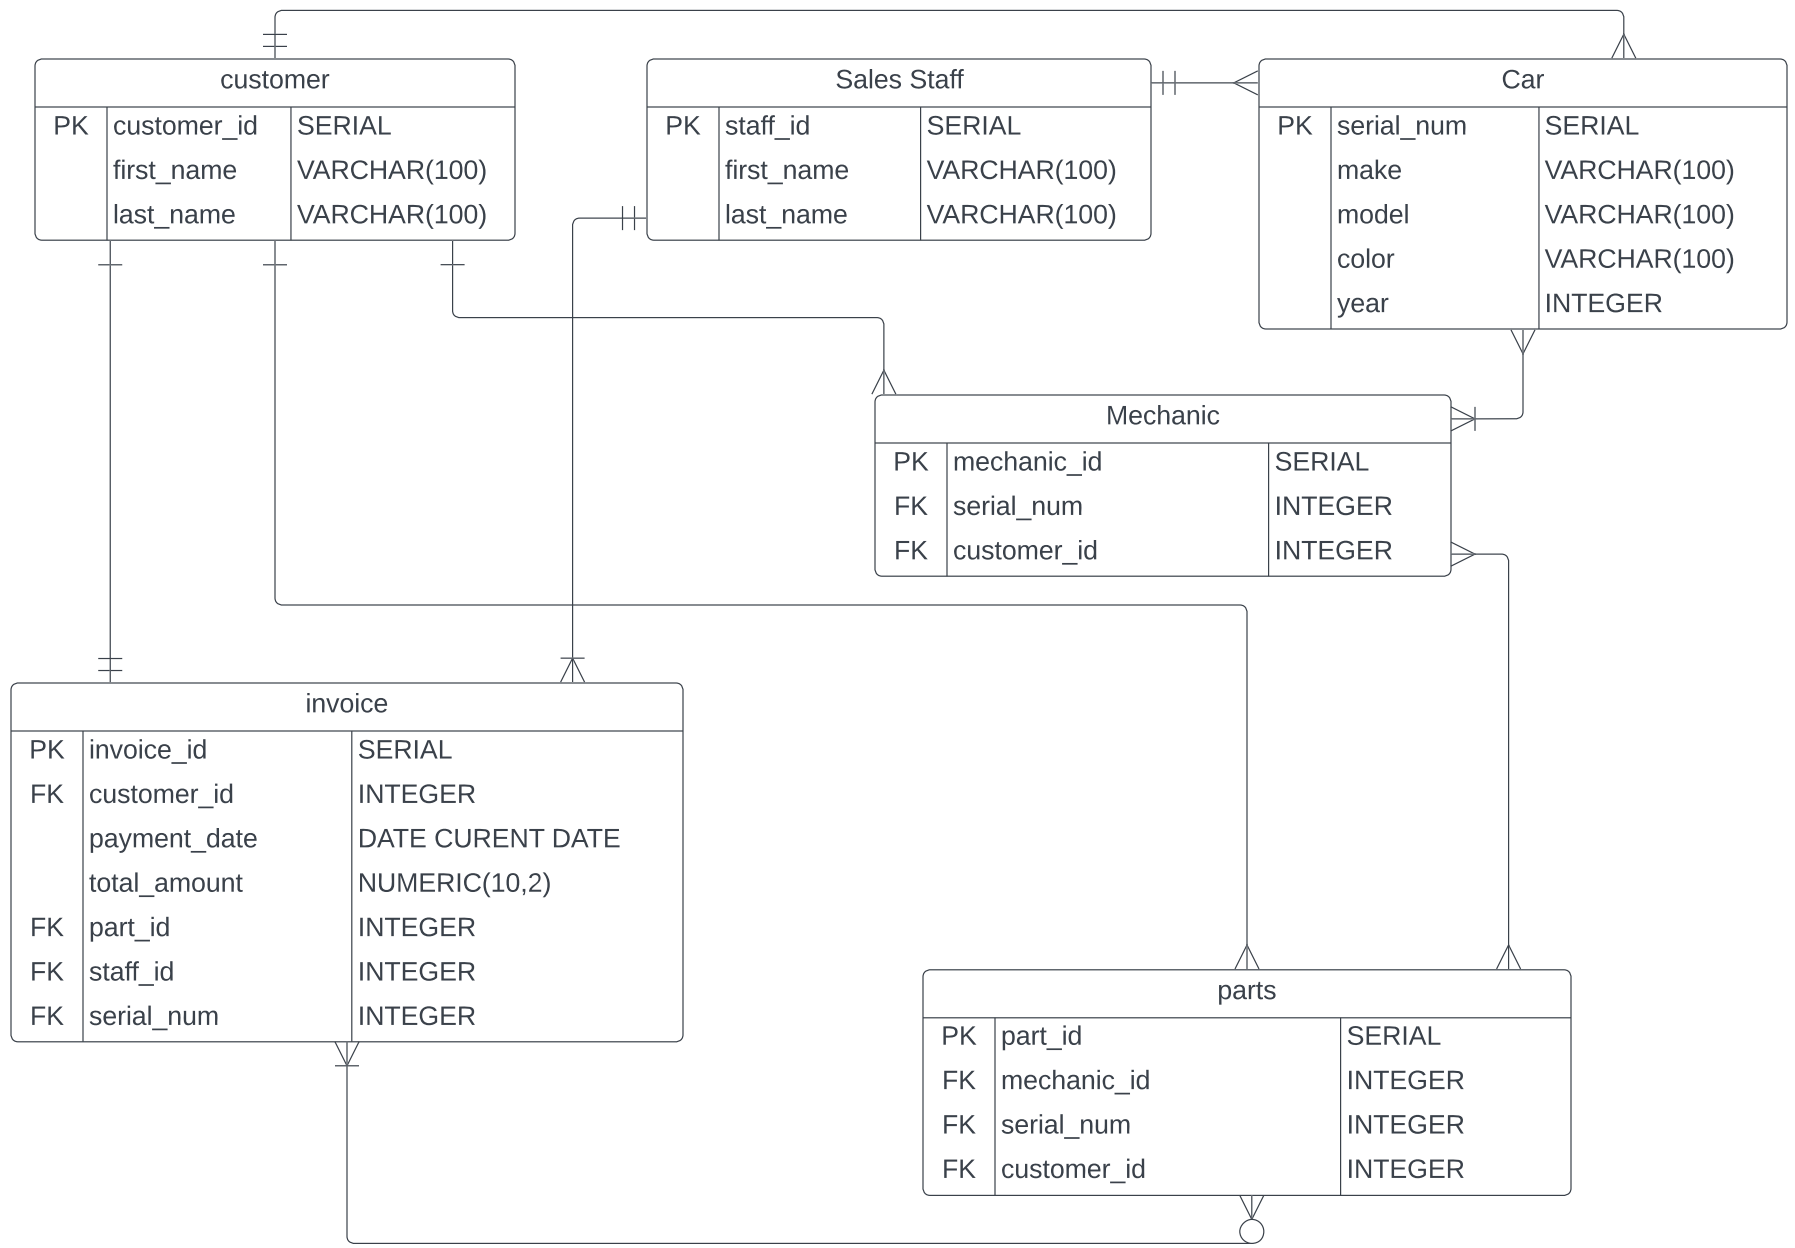 customer
PK customer_id SERIAL
first_name VARCHAR(100)
last_name VARCHAR(100)
Sales Staff
PK staff_id SERIAL
first_name VARCHAR(100)
last_name VARCHAR(100)
Car
PK serial_num SERIAL
make VARCHAR(100)
model VARCHAR(100)
color VARCHAR(100)
year INTEGER
Mechanic
PK mechanic_id SERIAL
FK serial_num INTEGER
FK customer_id INTEGER
invoice
PK invoice_id SERIAL
FK customer_id INTEGER
payment_date DATE CURENT DATE
total_amount NUMERIC(10,2)
FK part_id INTEGER
FK staff_id INTEGER
FK serial_num INTEGER
parts
PK part_id SERIAL
FK mechanic_id INTEGER
FK serial_num INTEGER
FK customer_id INTEGER